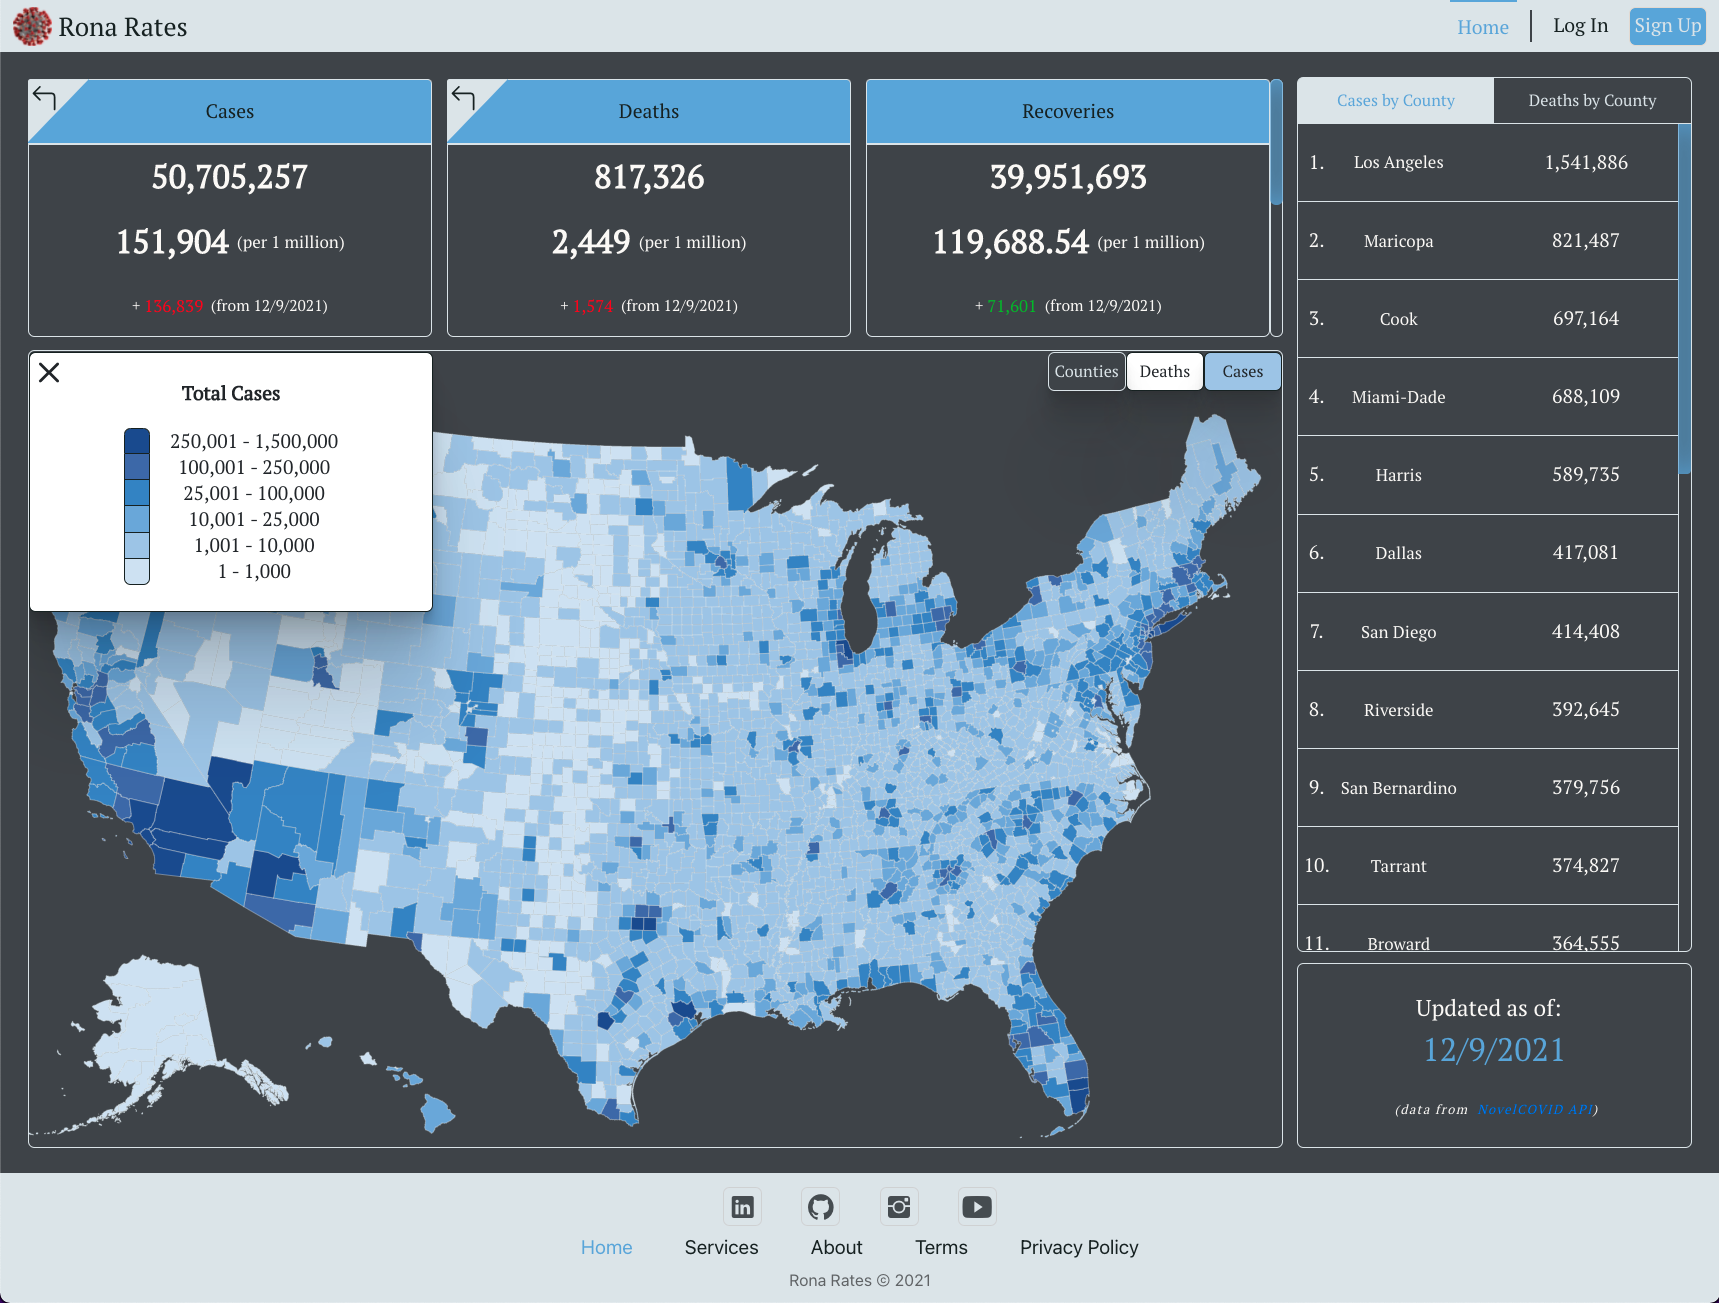 Rona Rates
Home
Log In
Sign Up
Cases
50,705,257
151,904 (per 1 million)
+ 136,839 (from 12/9/2021)
Deaths
817,326
2,449 (per 1 million)
+ 1,574 (from 12/9/2021)
Recoveries
39,951,693
119,688.54 (per 1 million)
+ 71,601 (from 12/9/2021)
Total Cases
250,001 - 1,500,000
100,001 - 250,000
25,001 - 100,000
10,001 - 25,000
1,001 - 10,000
1 - 1,000
Counties
Deaths
Cases
Cases by County
Deaths by County
1. Los Angeles 1,541,886
2. Maricopa 821,487
3. Cook 697,164
4. Miami-Dade 688,109
5. Harris 589,735
6. Dallas 417,081
7. San Diego 414,408
8. Riverside 392,645
9. San Bernardino 379,756
10. Tarrant 374,827
11. Broward 364,555
Updated as of:
12/9/2021
(data from NovelCOVID API)
Home
Services
About
Terms
Privacy Policy
Rona Rates © 2021